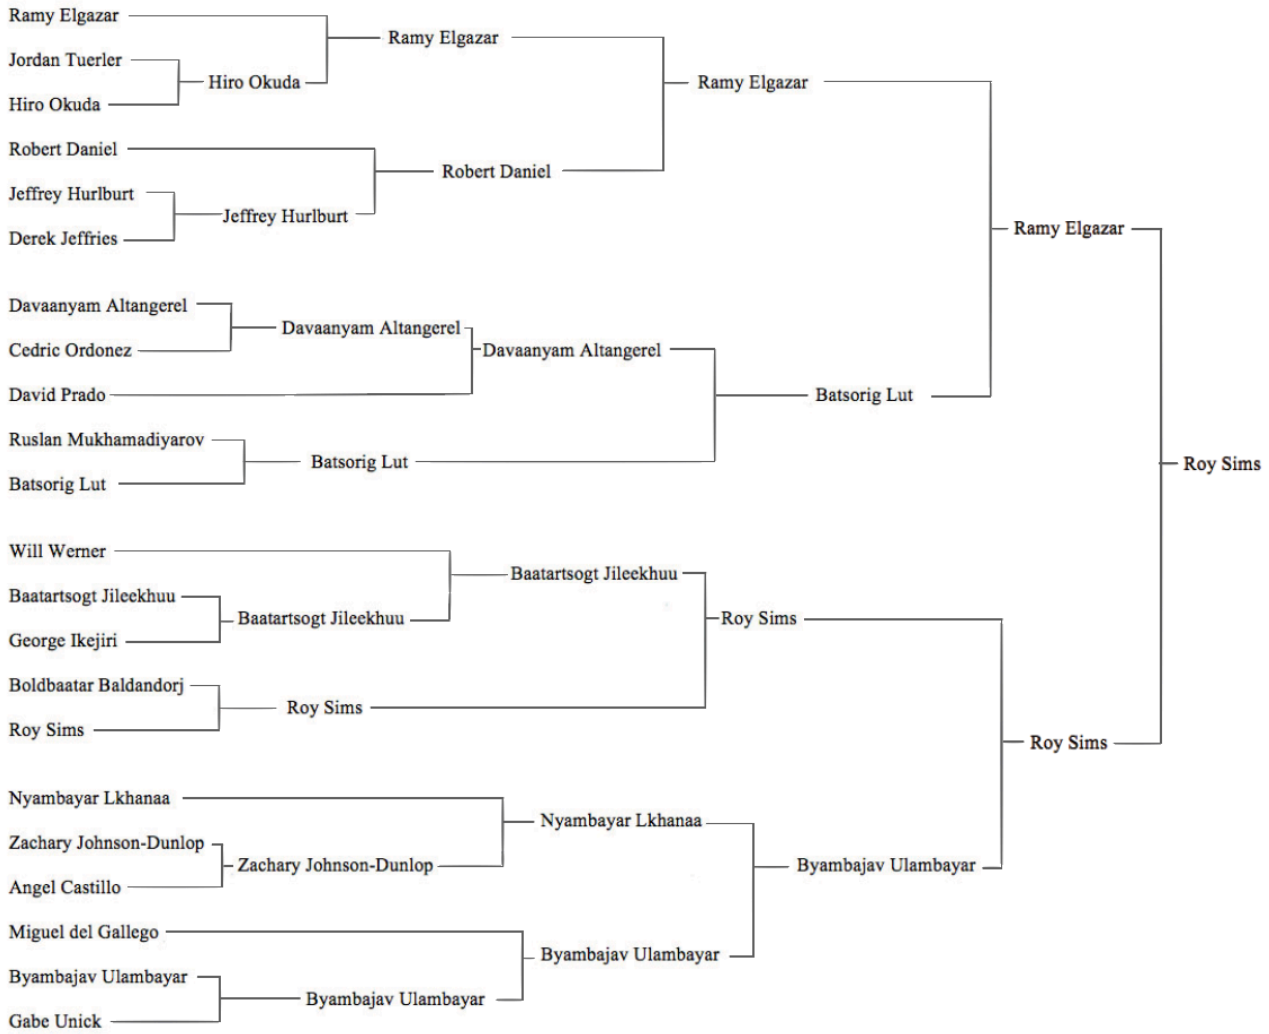 Ramy Elgazar
Ramy Elgazar
Jordan Tuerler
Hiro Okuda
Ramy Elgazar
Hiro Okuda
Robert Daniel
Robert Daniel
Jeffrey Hurlburt
Jeffrey Hurlburt
Derek Jeffries
Ramy Elgazar
Davaanyam Altangerel
Davaanyam Altangerel
Cedric Ordonez
Davaanyam Altangerel
David Prado
Batsorig Lut
Ruslan Mukhamadiyarov
Batsorig Lut
Roy Sims
Batsorig Lut
Will Werner
Baatartsogt Jileekhuu
Baatartsogt Jileekhuu
Baatartsogt Jileekhuu
Roy Sims
George Ikejiri
Boldbaatar Baldandorj
Roy Sims
Roy Sims
Roy Sims
Nyambayar Lkhanaa
Nyambayar Lkhanaa
Zachary Johnson-Dunlop
Zachary Johnson-Dunlop
Byambajav Ulambayar
Angel Castillo
Miguel del Gallego
Byambajav Ulambayar
Byambajav Ulambayar
Byambajav Ulambayar
Gabe Unick